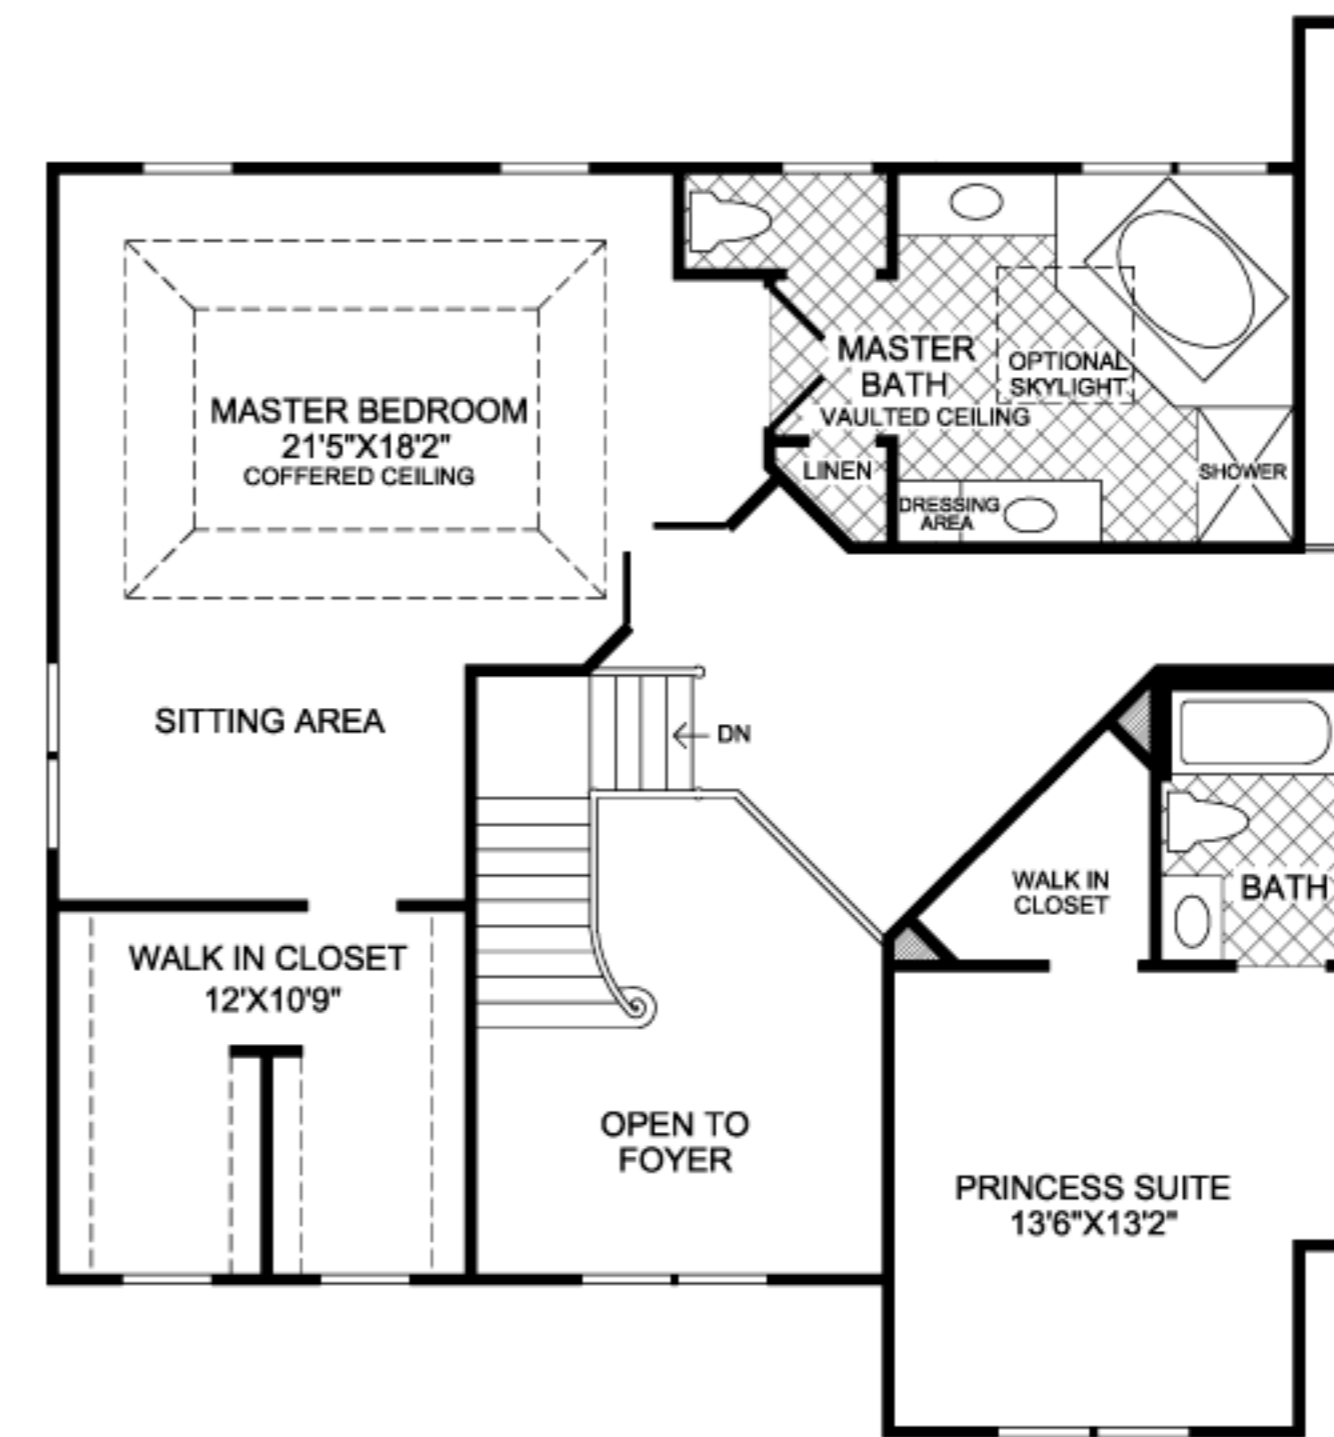 MASTER BEDROOM
21'5"X18'2"
COFFERED CEILING
MASTER
BATH
VAULTED CEILING
OPTIONAL
SKYLIGHT
LINEN
DRESSING
AREA
SHOWER
SITTING AREA
DN
WALK IN CLOSET
12'X10'9"
WALK IN
CLOSET
BATH
OPEN TO
FOYER
PRINCESS SUITE
13'6"X13'2"